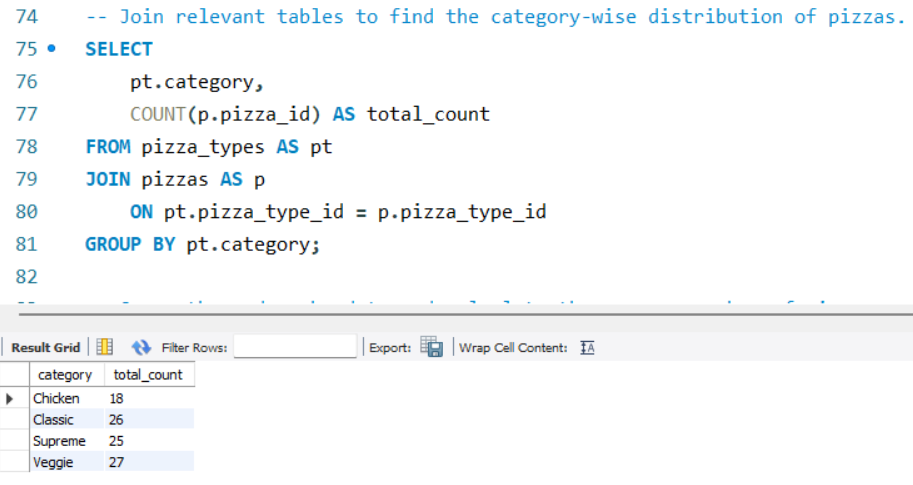 74 -- Join relevant tables to find the category-wise distribution of pizzas.
75 SELECT
76 pt.category,
77 COUNT(p.pizza_id) AS total_count
78 FROM pizza_types AS pt
79 JOIN pizzas AS p
80 ON pt.pizza_type_id = p.pizza_type_id
81 GROUP BY pt.category;
82
Result Grid Filter Rows: Export: Wrap Cell Content:
category total_count
Chicken 18
Classic 26
Supreme 25
Veggie 27